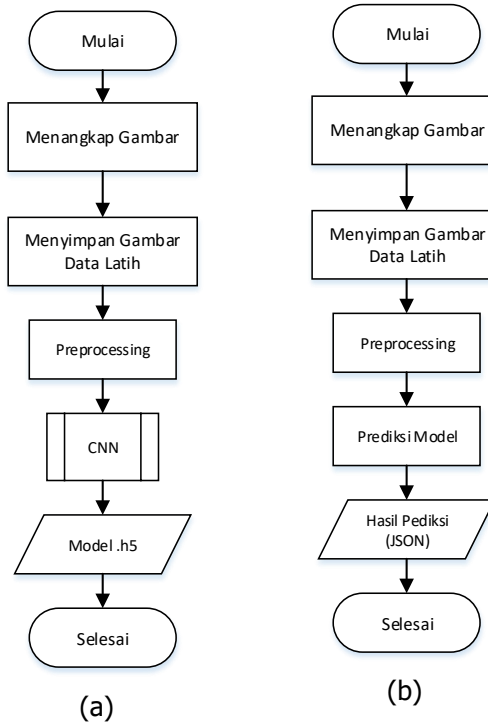 Mulai
Menangkap Gambar
Menyimpan Gambar
Data Latih
Preprocessing
CNN
Model .h5
Selesai
(a)
Mulai
Menangkap Gambar
Menyimpan Gambar
Data Latih
Preprocessing
Prediksi Model
Hasil Pediksi
(JSON)
Selesai
(b)